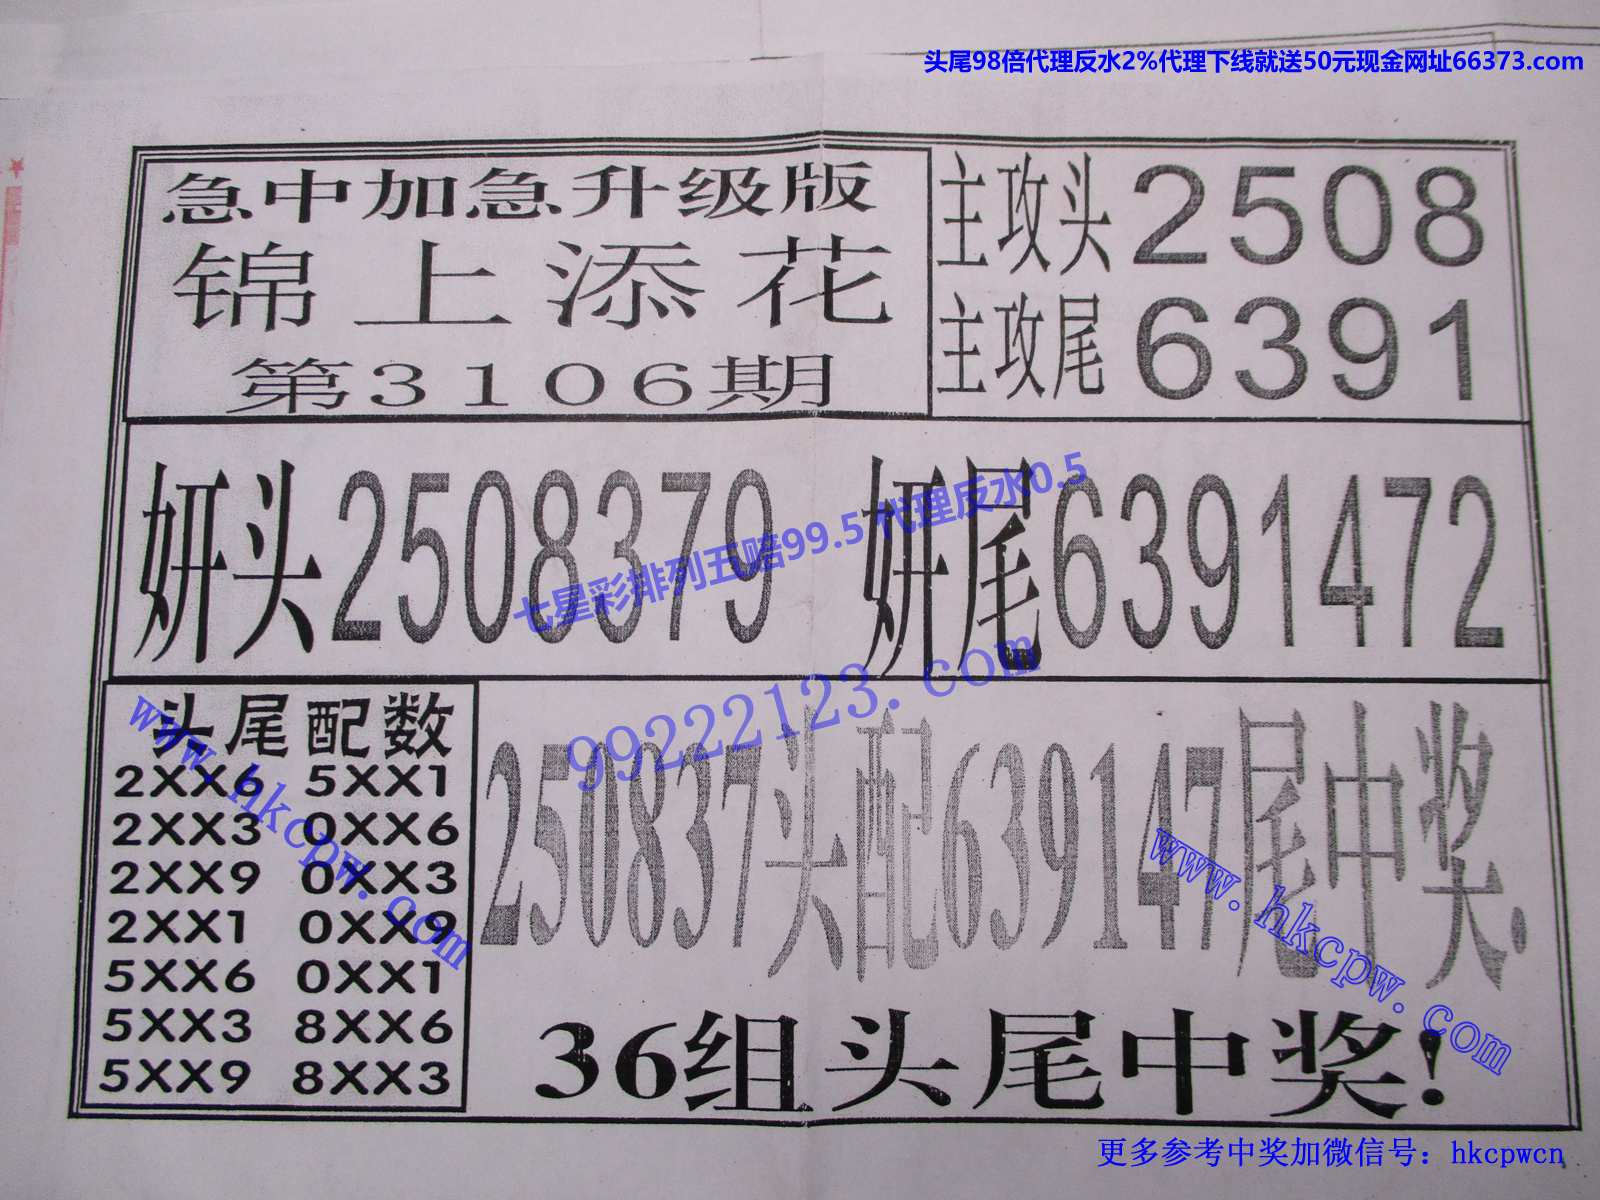 头尾98倍代理反水2%代理下线就送50元现金网址66373.com
急中加急升级版
锦上添花
第3106期
主攻头2508
主攻尾6391
妍头2508379 妍尾6391472
七星彩排列五赔99.5 代理反水0.5
99222123.com
头尾配数
2XX6 5XX1
2XX3 0XX6
2XX9 0XX3
2XX1 0XX9
5XX6 0XX1
5XX3 8XX6
5XX9 8XX3
www.hkcpw.com
250837头配639147尾中奖.
www.hkcpw.com
36组头尾中奖!
更多参考中奖加微信号：hkcpwcn